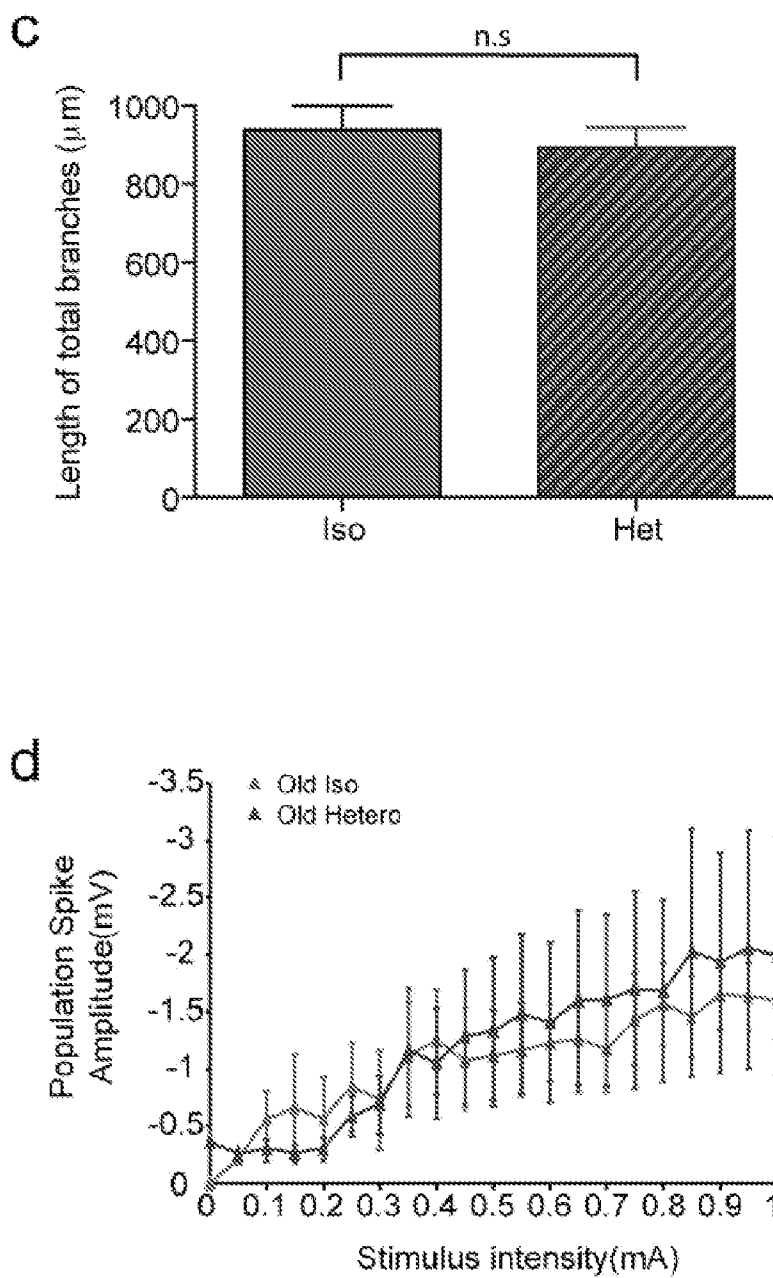 c
n.s
1000
800
600
400
200
0
Length of total branches (µm)
Iso
Het
d
-3.5
-3
-2.5
-2
-1.5
-1
-0.5
0
Population Spike
Amplitude(mV)
Old Iso
Old Hetero
0 0.1 0.2 0.3 0.4 0.5 0.6 0.7 0.8 0.9 1
Stimulus intensity(mA)